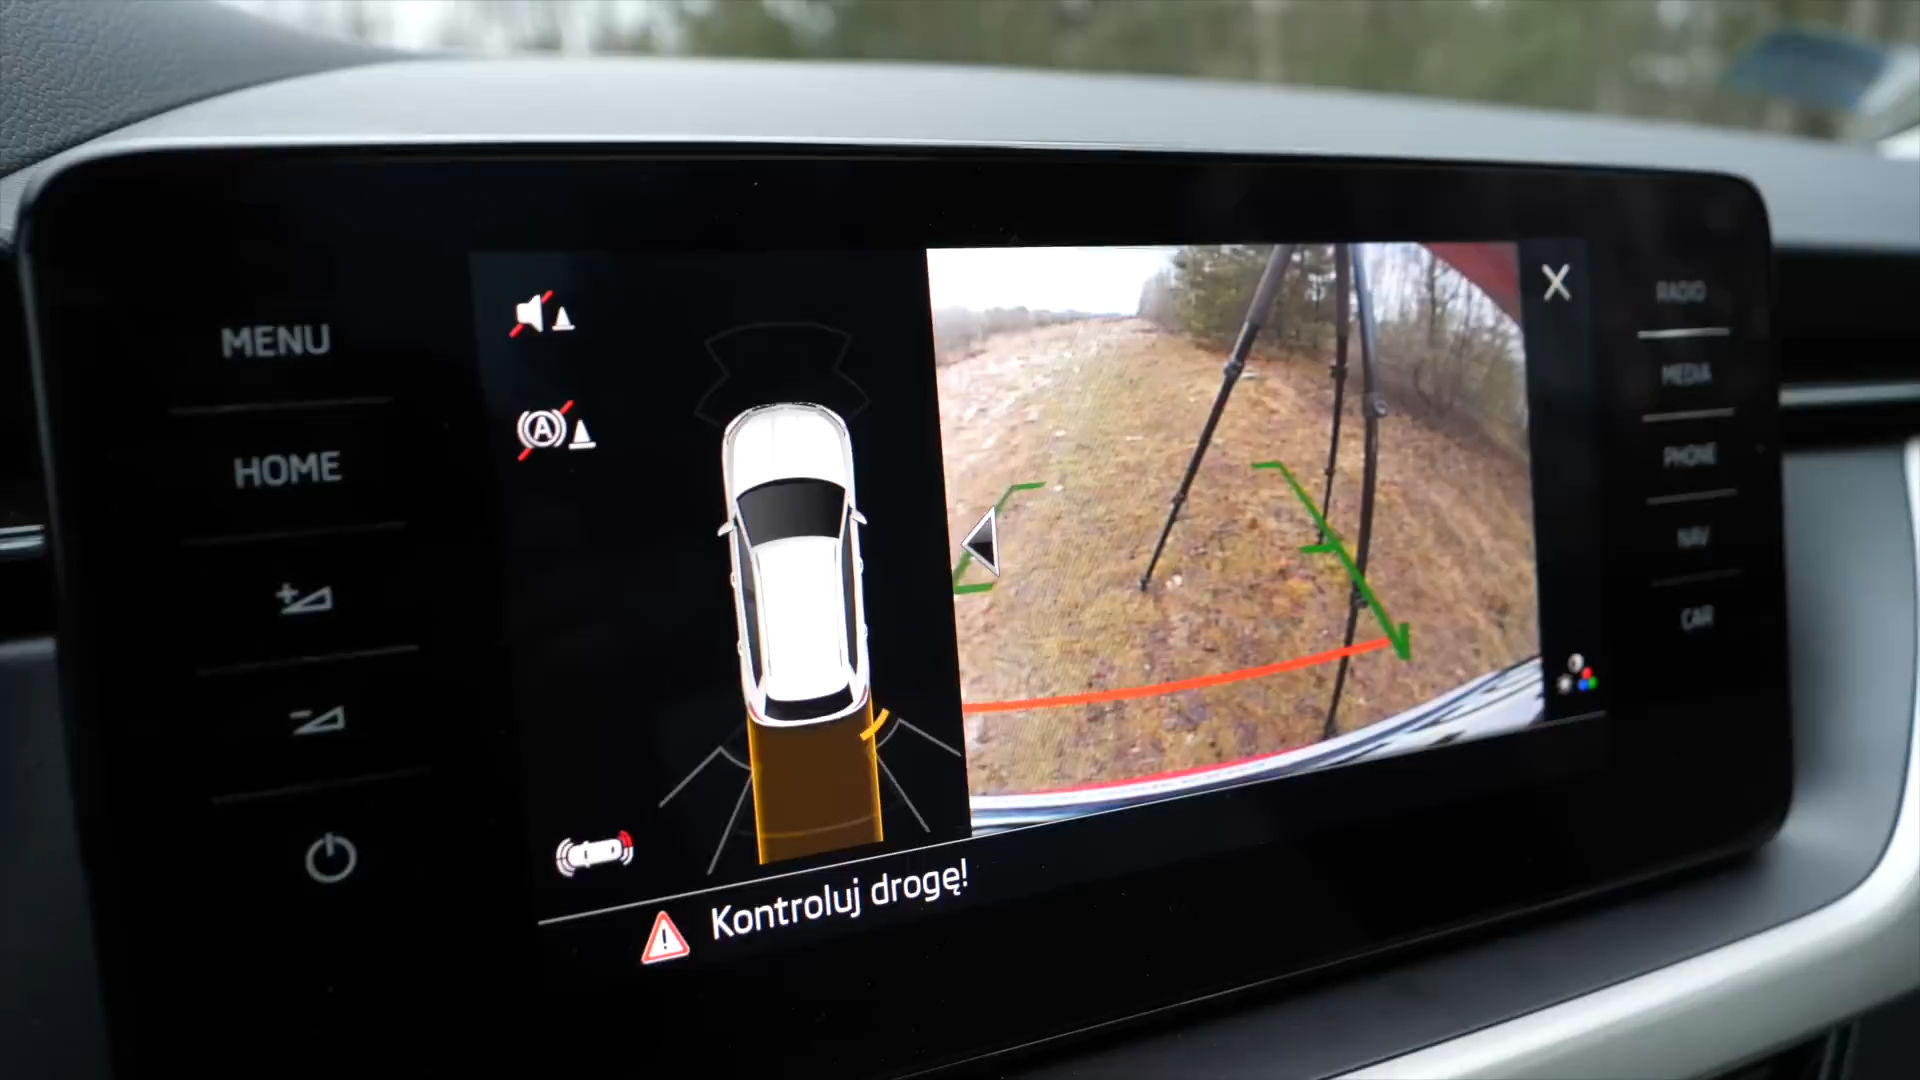 MENU
HOME
RADIO
MEDIA
PHONE
NAV
CAR
Kontroluj drogę!